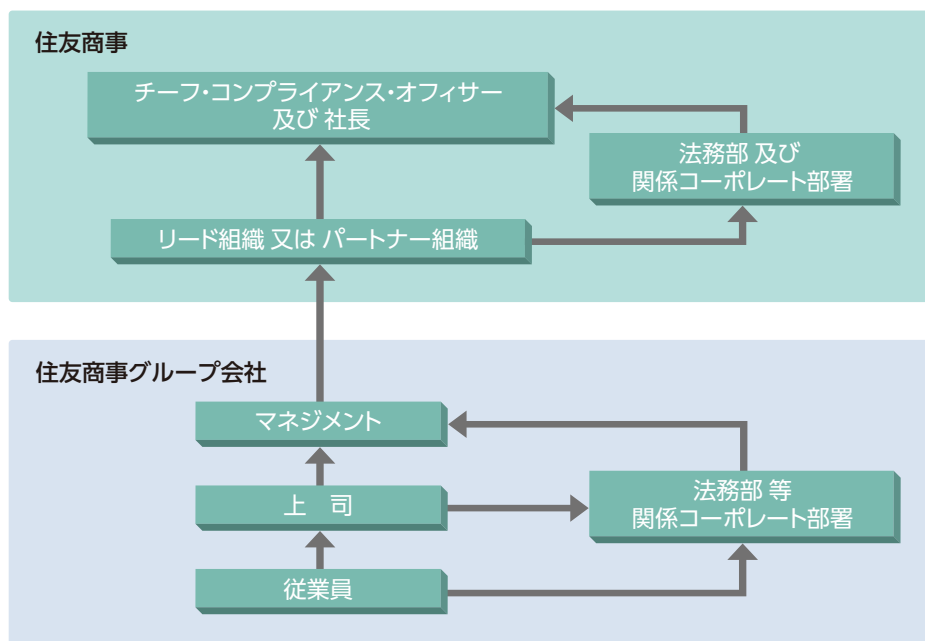 住友商事
チーフ・コンプライアンス・オフィサー
及び 社長
法務部 及び
関係コーポレート部署
リード組織 又は パートナー組織
住友商事グループ会社
マネジメント
上　司
法務部 等
関係コーポレート部署
従業員